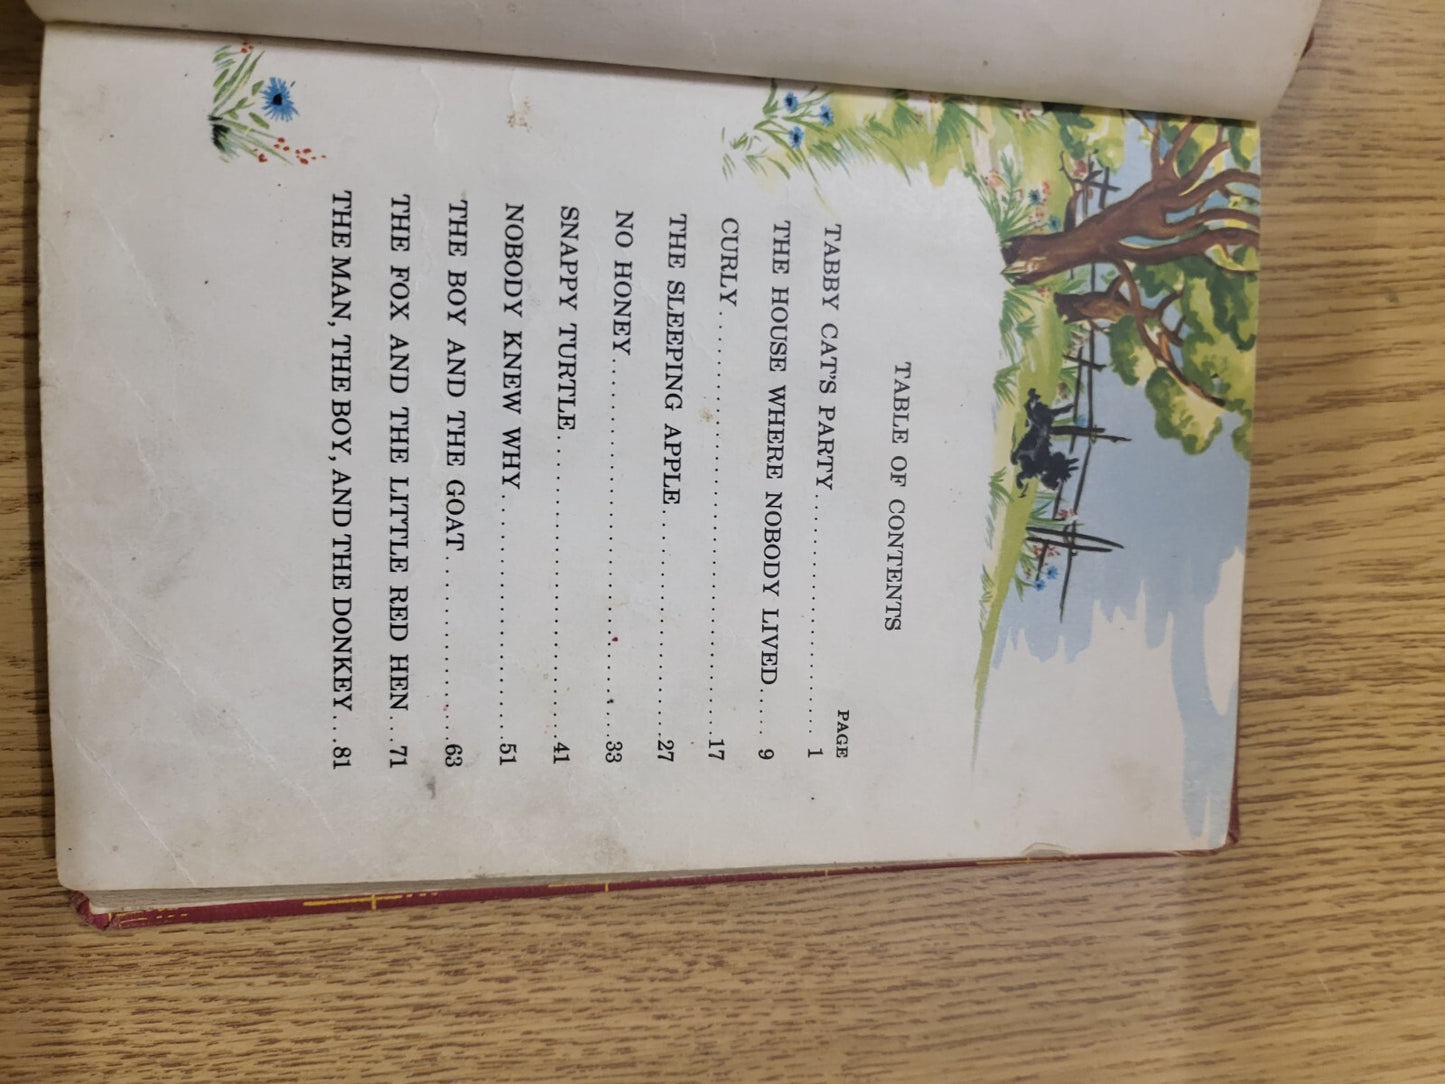 TABLE OF CONTENTS
PAGE
TABBY CAT'S PARTY........................ 1
THE HOUSE WHERE NOBODY LIVED..... 9
CURLY........................................17
THE SLEEPING APPLE.......................27
NO HONEY.....................................33
SNAPPY TURTLE..............................41
NOBODY KNEW WHY........................51
THE BOY AND THE GOAT................63
THE FOX AND THE LITTLE RED HEN...71
THE MAN, THE BOY, AND THE DONKEY...81